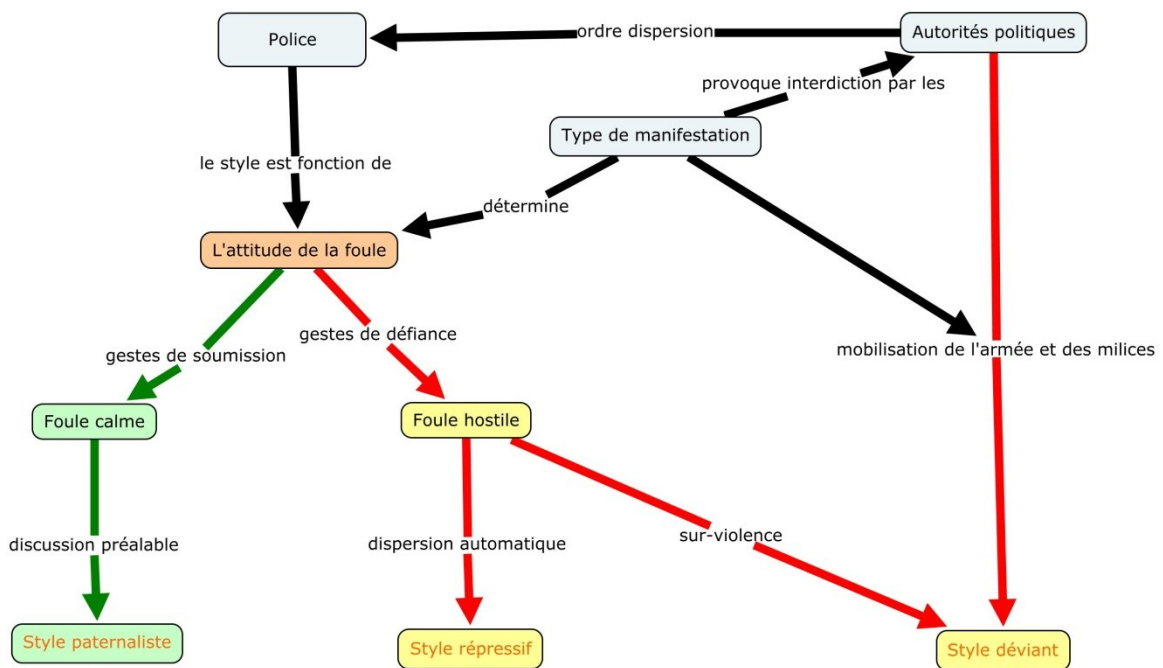 ordre dispersion
Autorités politiques
Police
provoque interdiction par les
Type de manifestation
le style est fonction de
détermine
L'attitude de la foule
gestes de défiance
gestes de soumission
mobilisation de l'armée et des milices
Foule calme
Foule hostile
sur-violence
discussion préalable
dispersion automatique
Style paternaliste
Style répressif
Style déviant